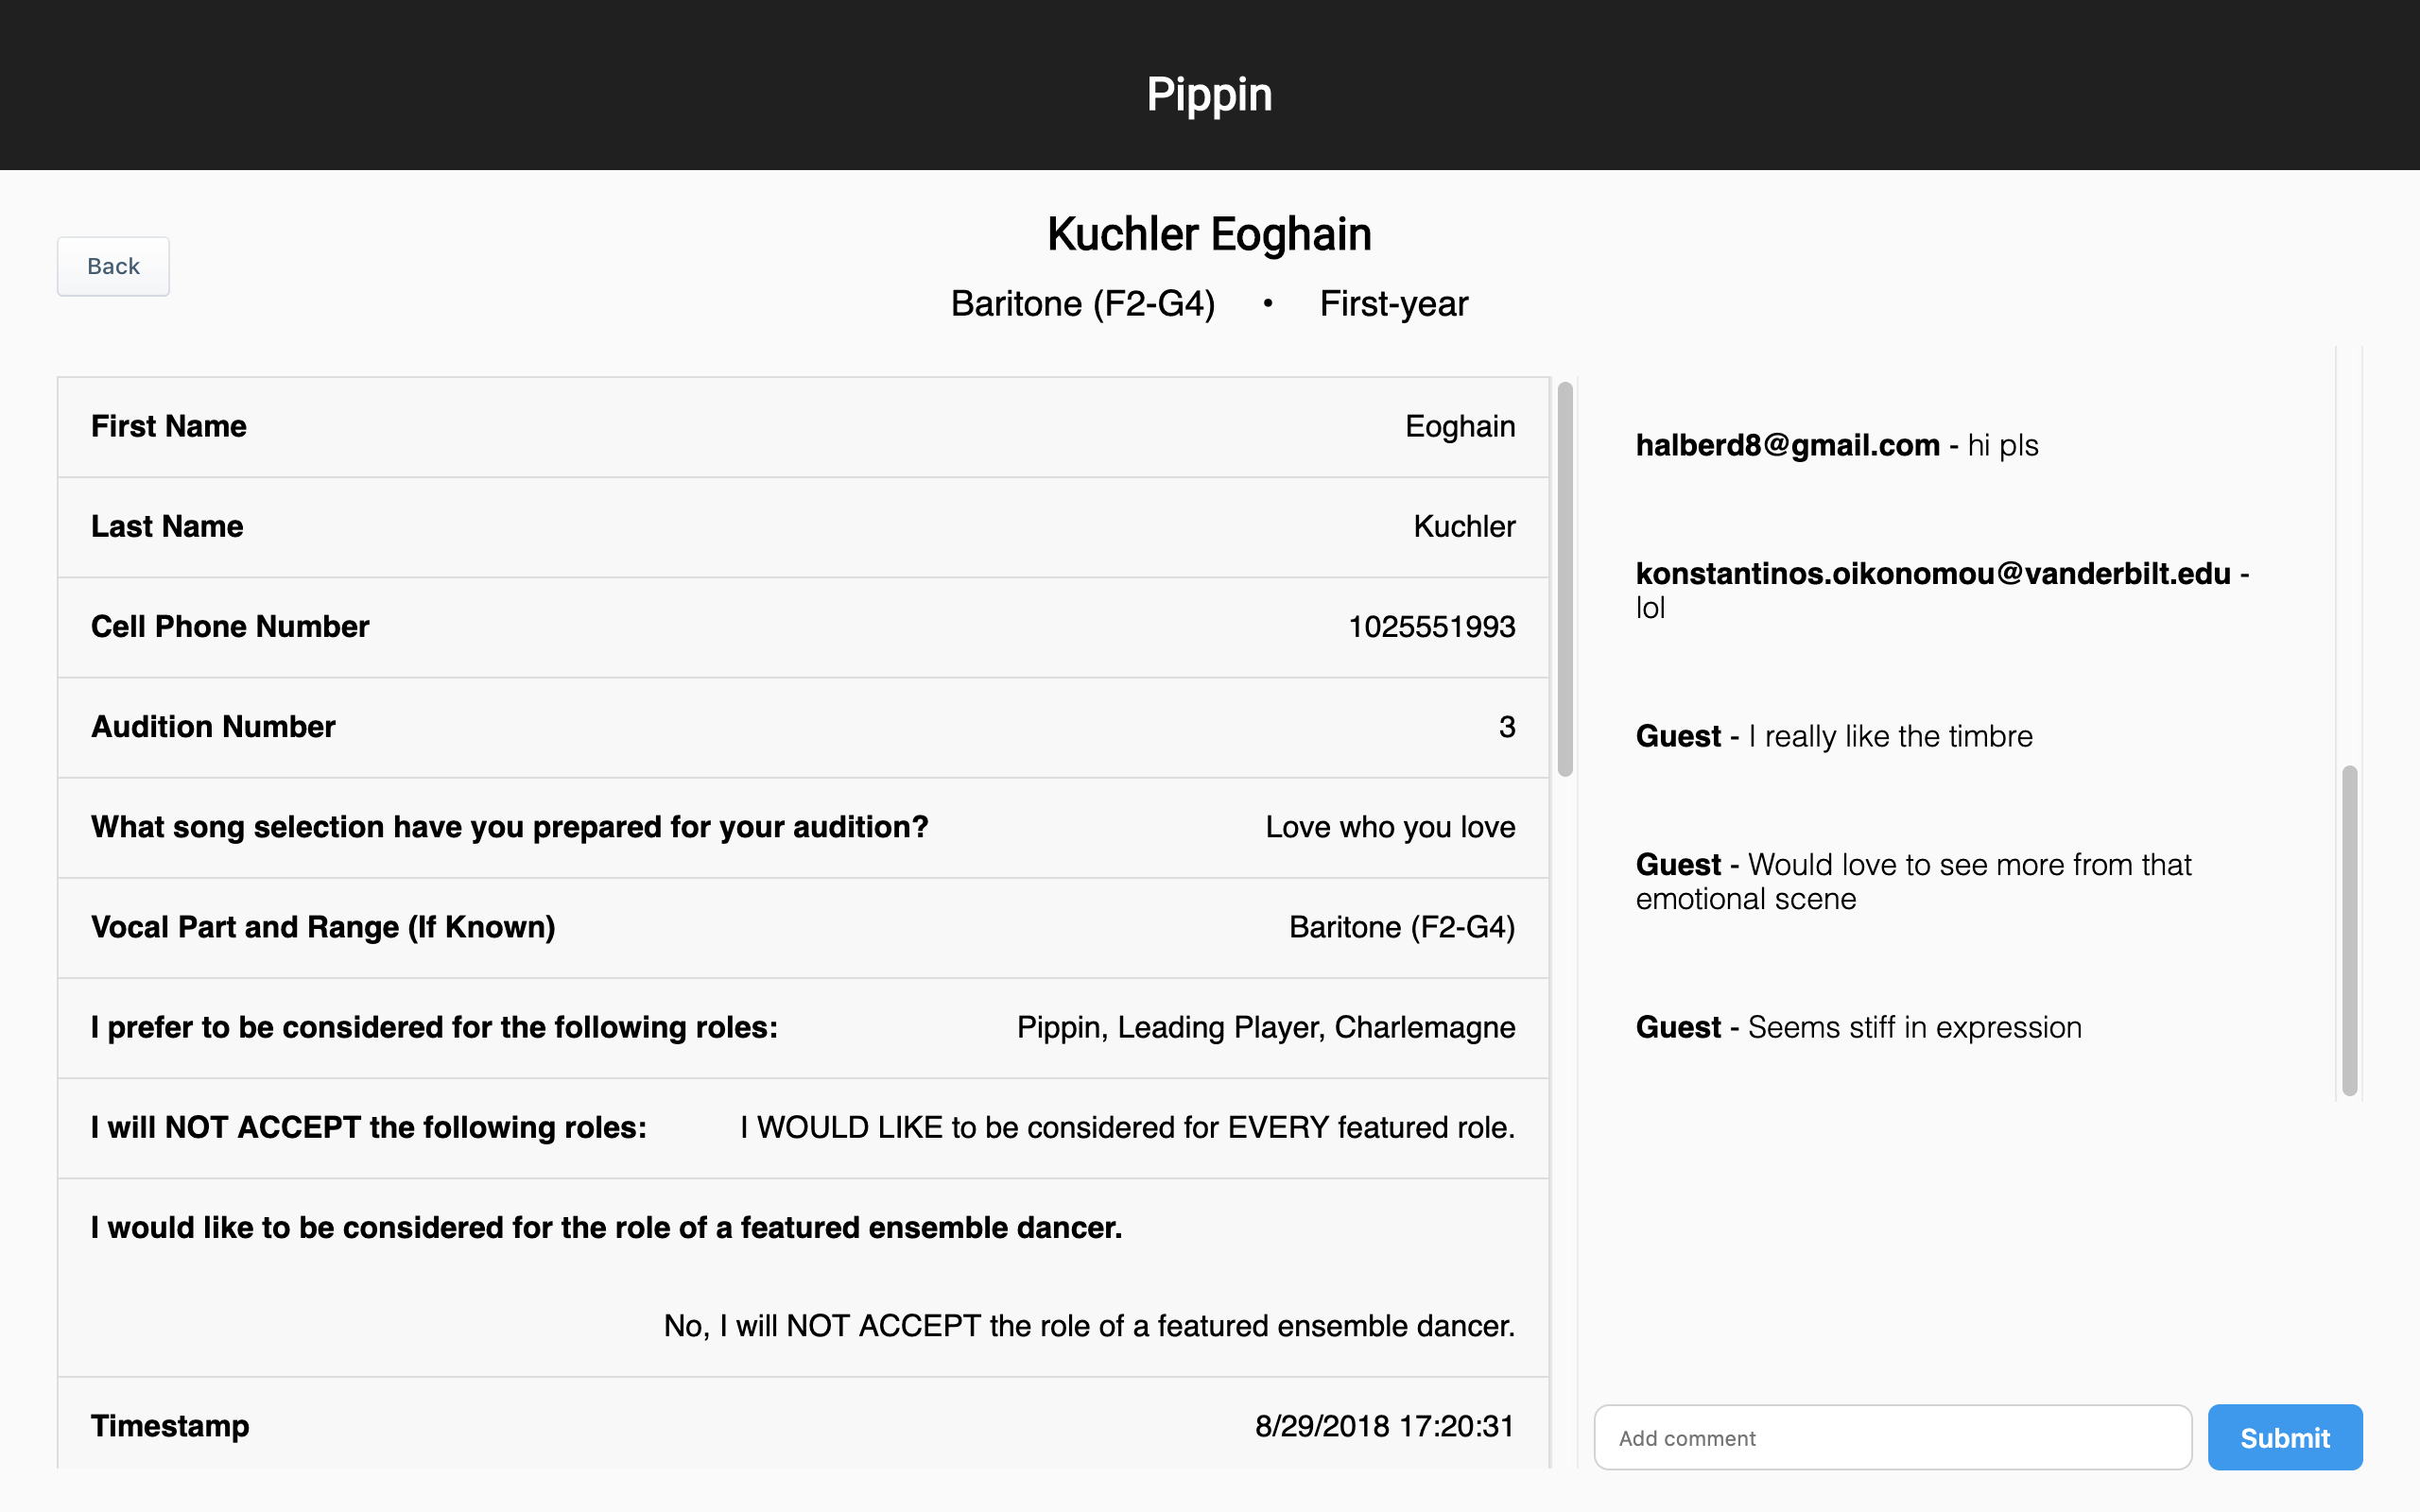 Pippin
Back
Kuchler Eoghain
Baritone (F2-G4) • First-year
First Name Eoghain
Last Name Kuchler
Cell Phone Number 1025551993
Audition Number 3
What song selection have you prepared for your audition? Love who you love
Vocal Part and Range (If Known) Baritone (F2-G4)
I prefer to be considered for the following roles: Pippin, Leading Player, Charlemagne
I will NOT ACCEPT the following roles: I WOULD LIKE to be considered for EVERY featured role.
I would like to be considered for the role of a featured ensemble dancer.
No, I will NOT ACCEPT the role of a featured ensemble dancer.
Timestamp 8/29/2018 17:20:31
halberd8@gmail.com - hi pls
konstantinos.oikonomou@vanderbilt.edu -
lol
Guest - I really like the timbre
Guest - Would love to see more from that
emotional scene
Guest - Seems stiff in expression
Add comment
Submit